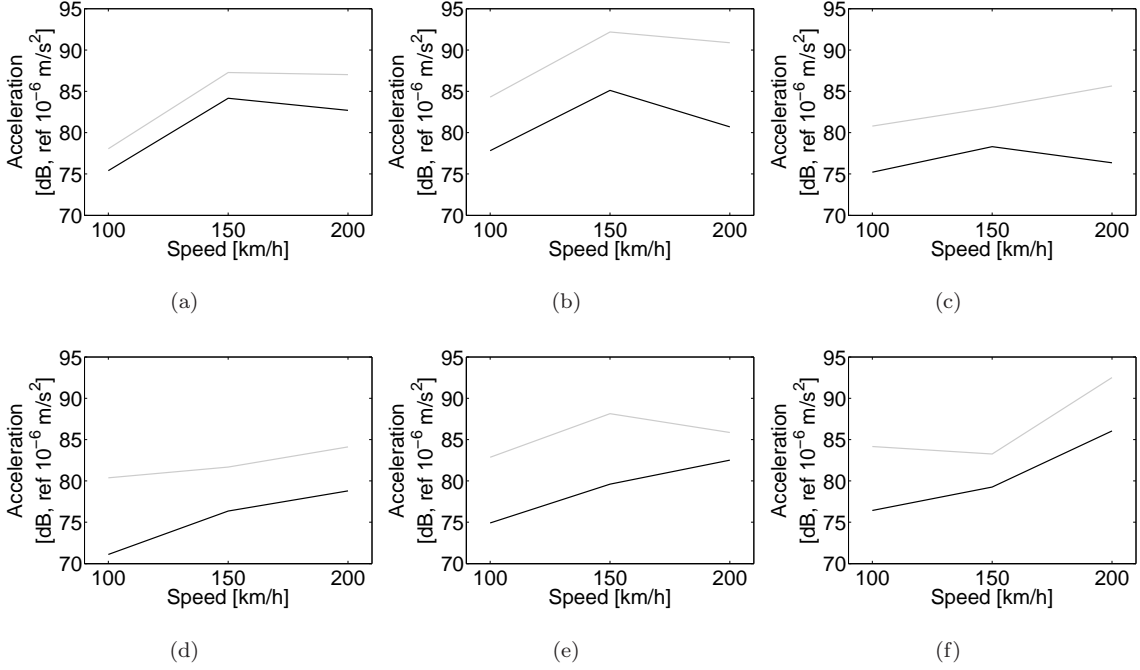 95
90
85
80
75
70
Acceleration
[dB, ref 10⁻⁶ m/s²]
100 150 200
Speed [km/h]
(a)
95
90
85
80
75
70
Acceleration
[dB, ref 10⁻⁶ m/s²]
100 150 200
Speed [km/h]
(b)
95
90
85
80
75
70
Acceleration
[dB, ref 10⁻⁶ m/s²]
100 150 200
Speed [km/h]
(c)
95
90
85
80
75
70
Acceleration
[dB, ref 10⁻⁶ m/s²]
100 150 200
Speed [km/h]
(d)
95
90
85
80
75
70
Acceleration
[dB, ref 10⁻⁶ m/s²]
100 150 200
Speed [km/h]
(e)
95
90
85
80
75
70
Acceleration
[dB, ref 10⁻⁶ m/s²]
100 150 200
Speed [km/h]
(f)